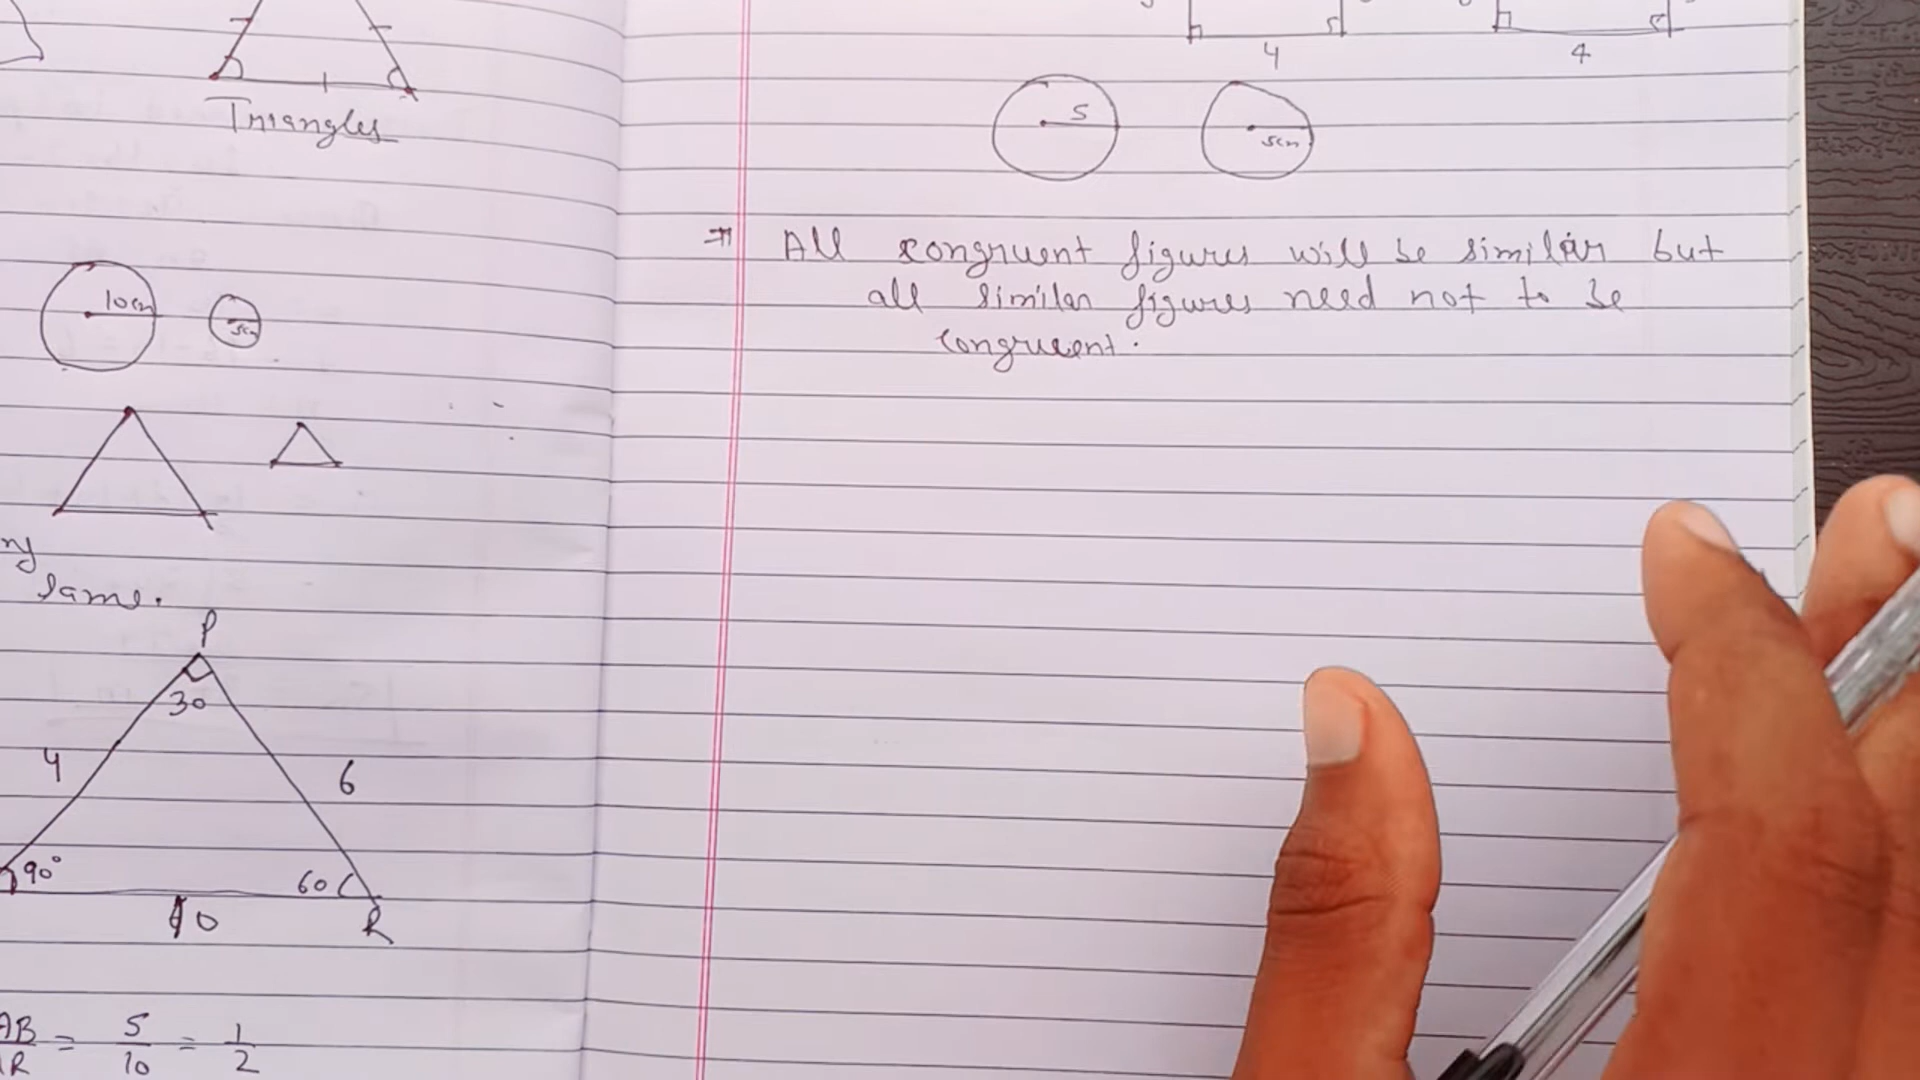 Triangles
10cm
5cm
P
30
4
6
90°
60
10
R
same.
AB = 5 = 1
R 10 2
4
4
5
5cm
⇒ All congruent figures will be similar but
all similar figures need not to be
congruent.